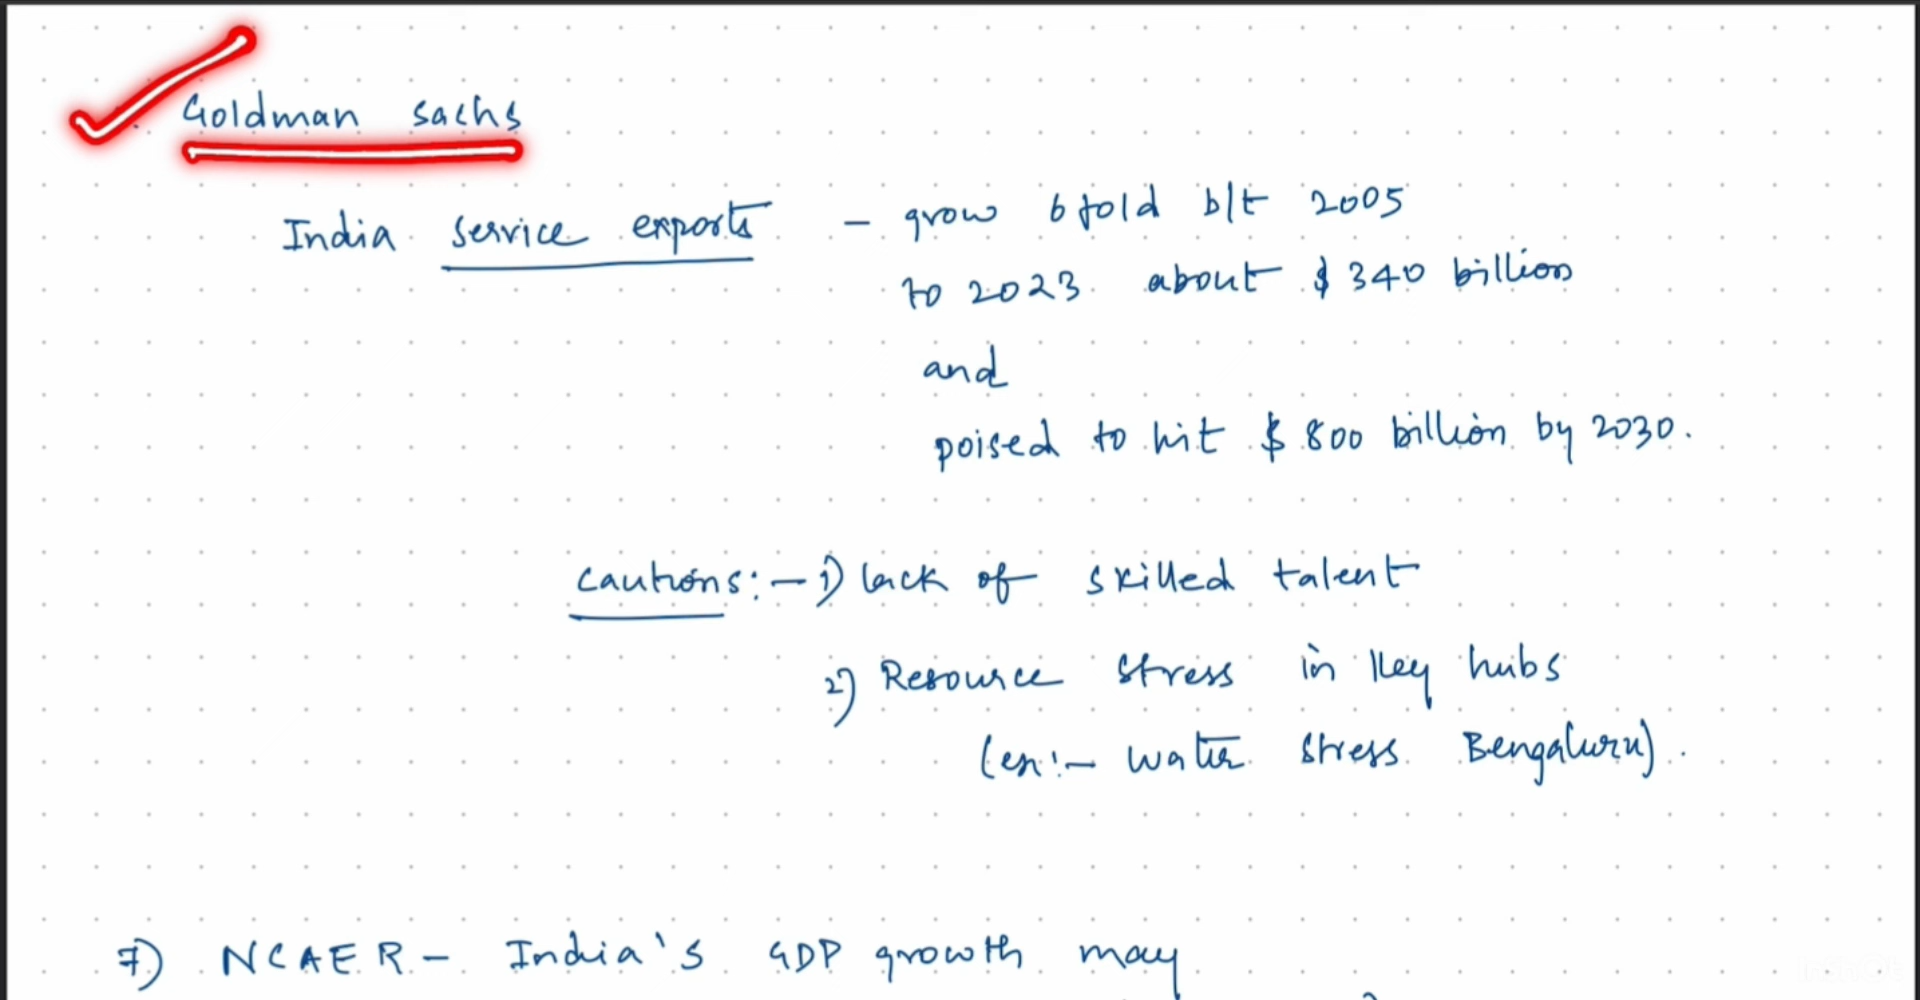 Goldman sachs
India service exports - grow 6 fold b/t 2005
to 2023 about $ 340 billion
and
poised to hit $ 800 billion by 2030.
Cautions:- 1) lack of skilled talent
2) Resource stress in key hubs
(ex:- Water stress Bengaluru).
7) NCAER - India's GDP growth may